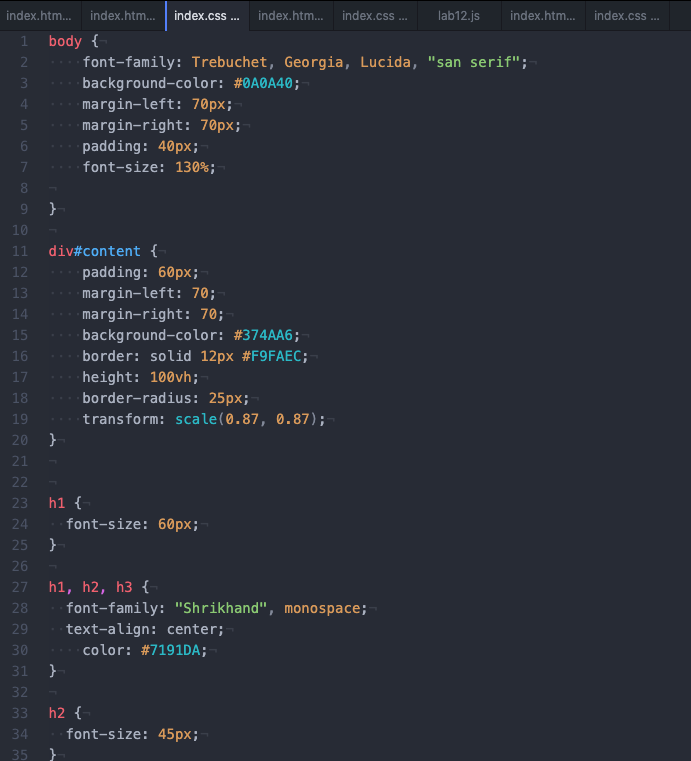 index.htm... index.htm... index.css ... index.htm... index.css ... lab12.js index.htm... index.css ...
1 body {¬
2 ····font-family: Trebuchet, Georgia, Lucida, "san serif";¬
3 ····background-color: #0A0A40;¬
4 ····margin-left: 70px;¬
5 ····margin-right: 70px;¬
6 ····padding: 40px;¬
7 ····font-size: 130%;¬
8 ¬
9 }¬
10 ¬
11 div#content {¬
12 ····padding: 60px;¬
13 ····margin-left: 70;¬
14 ····margin-right: 70;¬
15 ····background-color: #374AA6;¬
16 ····border: solid 12px #F9FAEC;¬
17 ····height: 100vh;¬
18 ····border-radius: 25px;¬
19 ····transform: scale(0.87, 0.87);¬
20 }¬
21 ¬
22 ¬
23 h1 {¬
24 ··font-size: 60px;¬
25 }¬
26 ¬
27 h1, h2, h3 {¬
28 ··font-family: "Shrikhand", monospace;¬
29 ··text-align: center;¬
30 ····color: #7191DA;¬
31 }¬
32 ¬
33 h2 {¬
34 ··font-size: 45px;¬
35 }¬